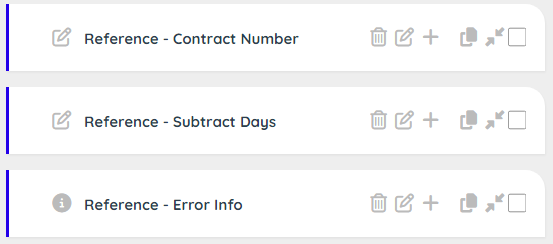 Reference - Contract Number
Reference - Subtract Days
Reference - Error Info